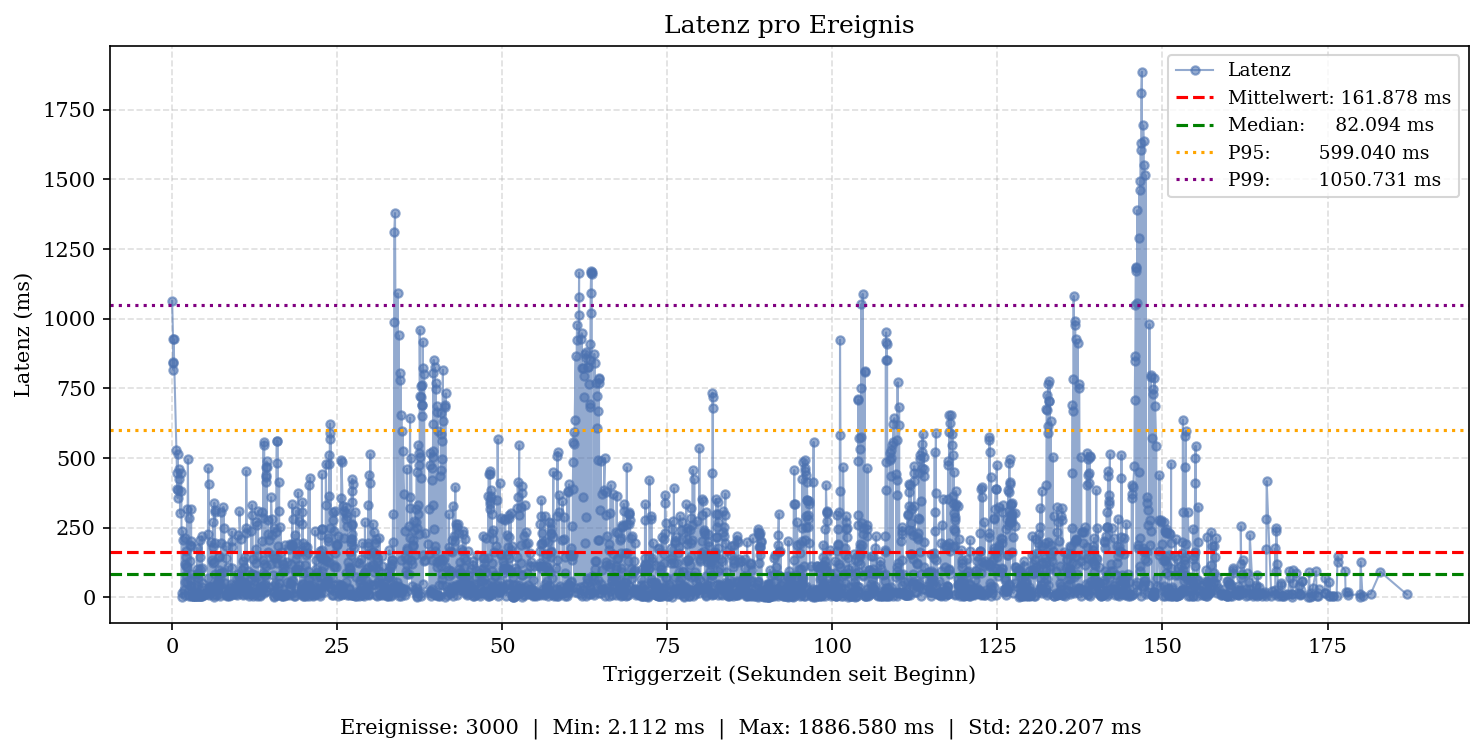 Latenz pro Ereignis
Latenz (ms)
1750
1500
1250
1000
750
500
250
0
Latenz
Mittelwert: 161.878 ms
Median: 82.094 ms
P95: 599.040 ms
P99: 1050.731 ms
0 25 50 75 100 125 150 175
Triggerzeit (Sekunden seit Beginn)
Ereignisse: 3000 | Min: 2.112 ms | Max: 1886.580 ms | Std: 220.207 ms